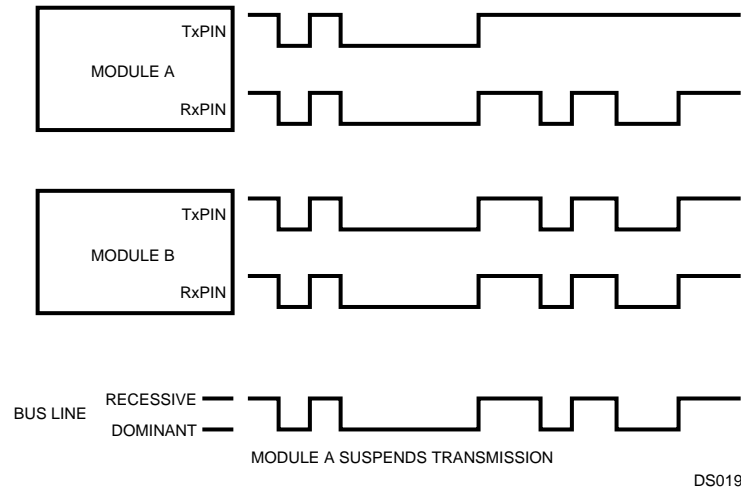 TxPIN
MODULE A
RxPIN
TxPIN
MODULE B
RxPIN
RECESSIVE
BUS LINE
DOMINANT
MODULE A SUSPENDS TRANSMISSION
DS019